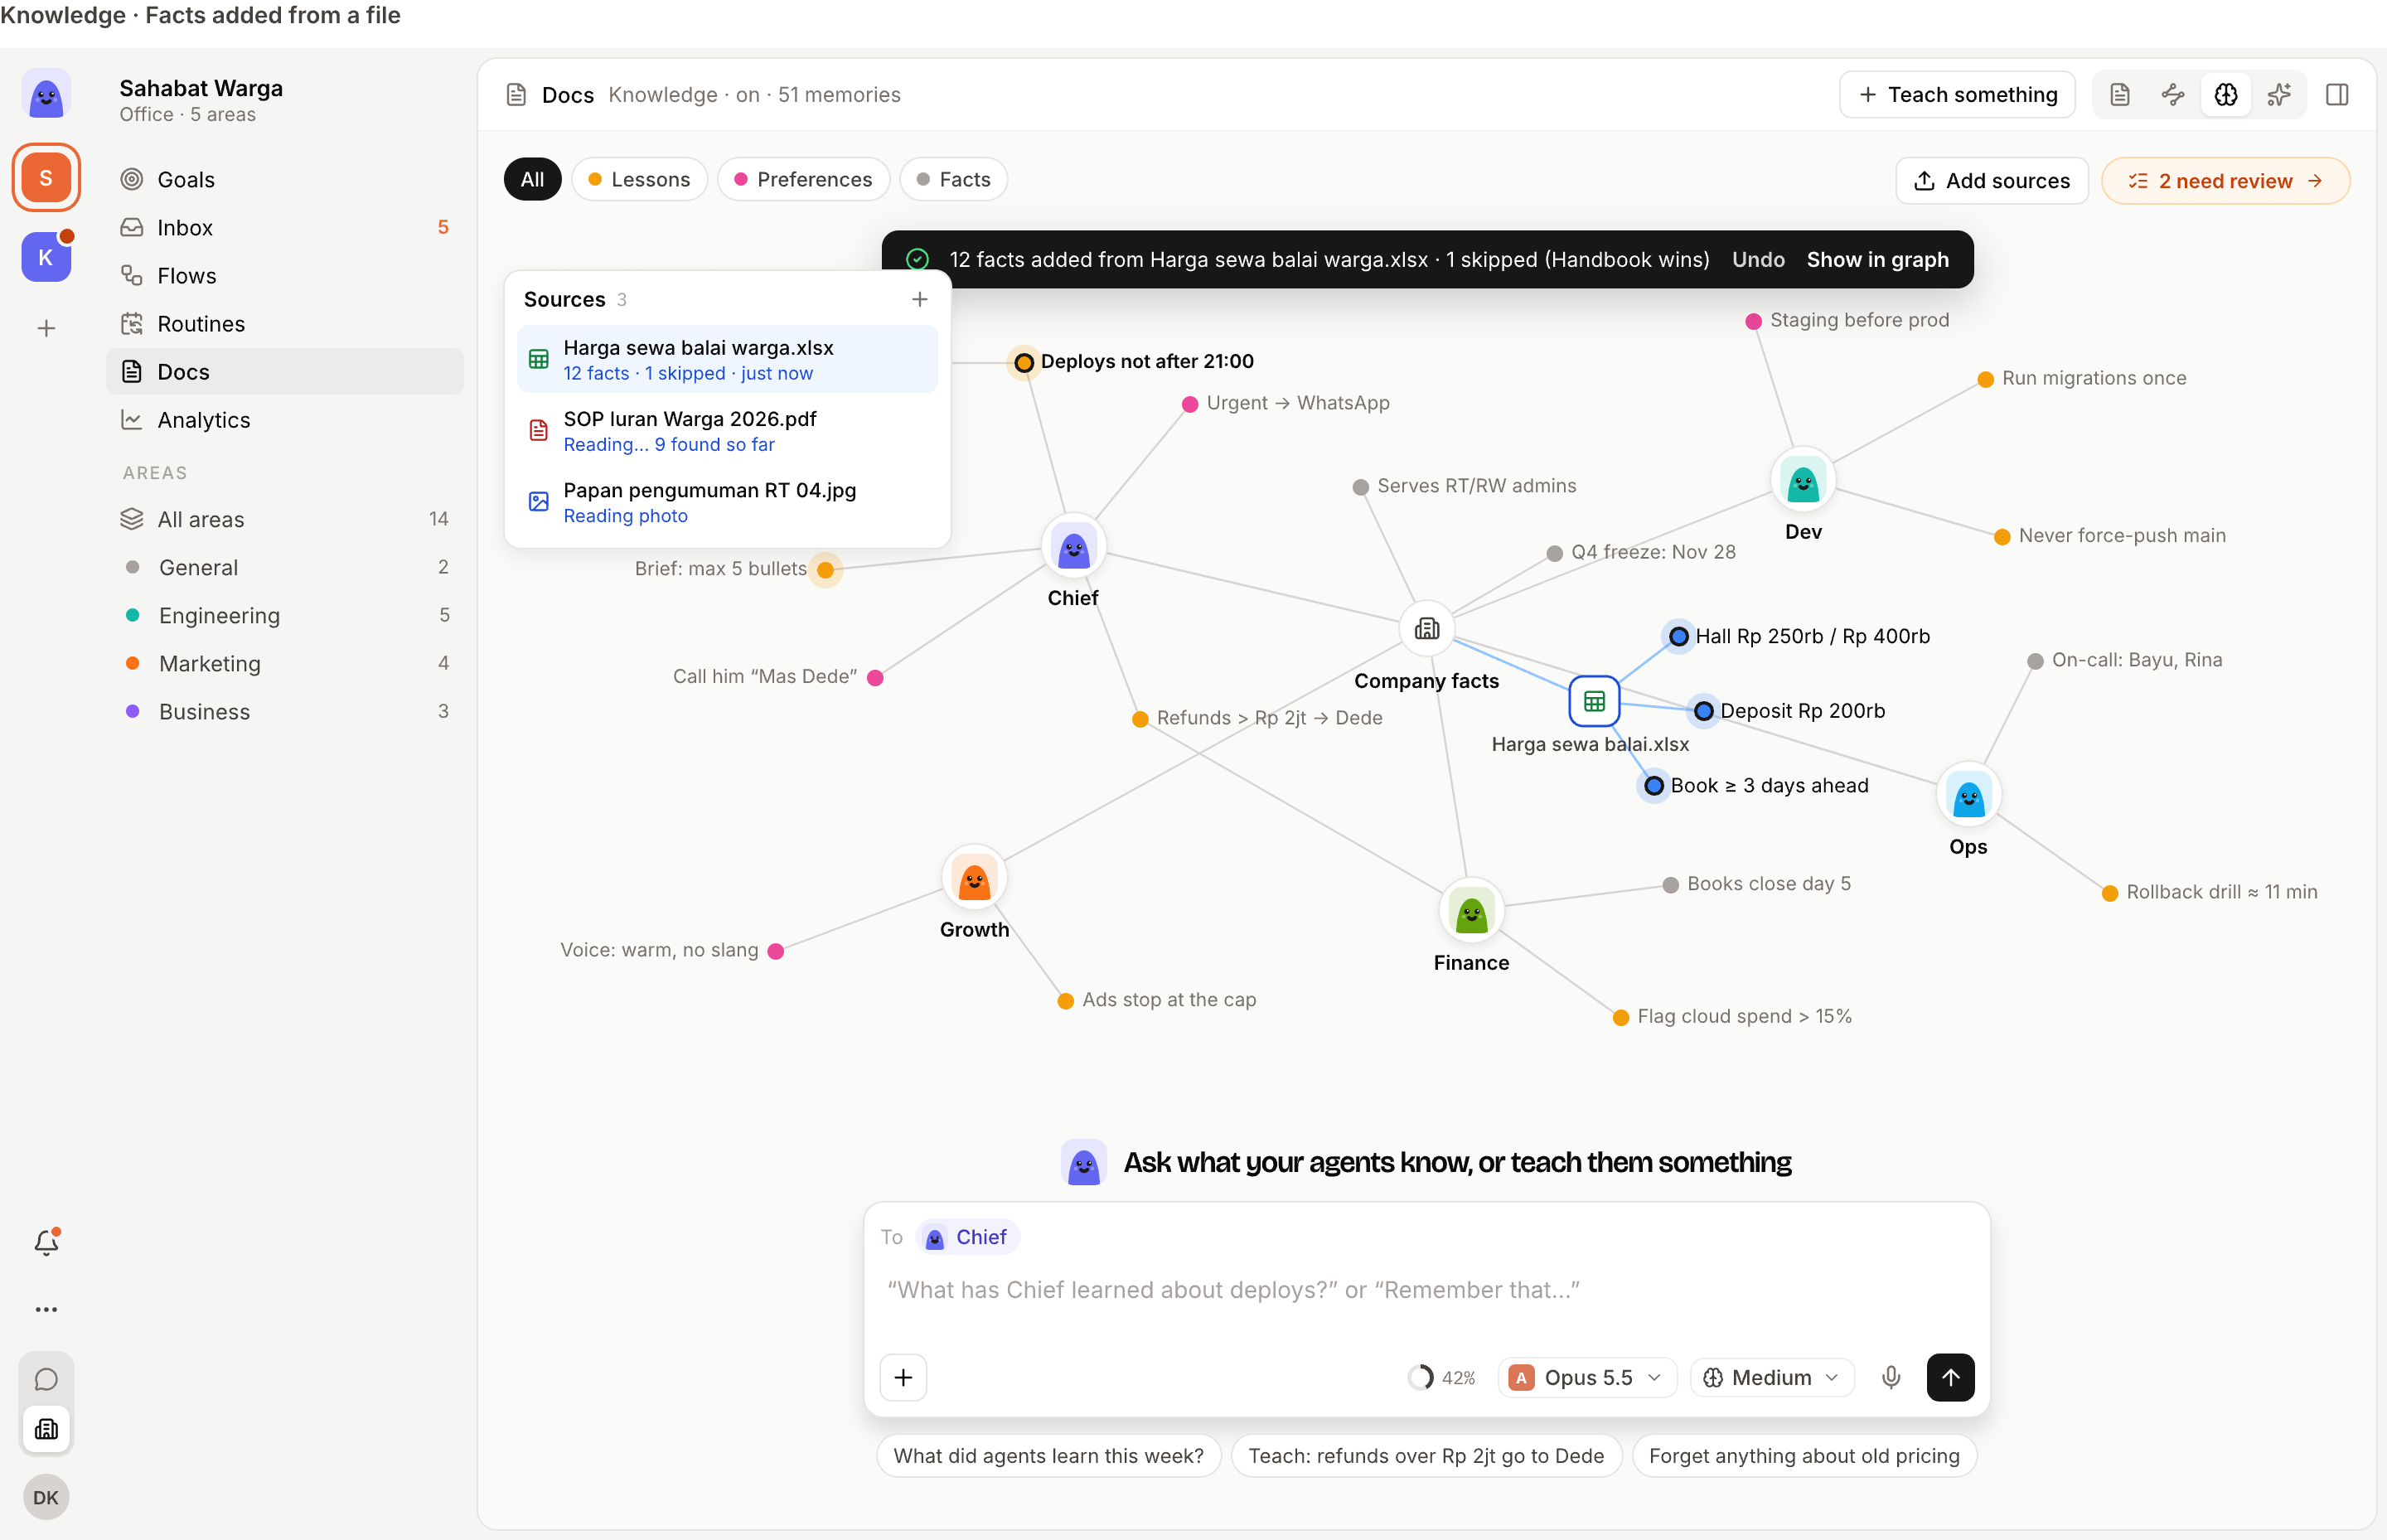 Knowledge · Facts added from a file
Sahabat Warga
Office · 5 areas
S
K
Goals
Inbox 5
Flows
Routines
Docs
Analytics
AREAS
All areas 14
General 2
Engineering 5
Marketing 4
Business 3
DK
Docs Knowledge · on · 51 memories
Teach something
All Lessons Preferences Facts
Add sources
2 need review →
12 facts added from Harga sewa balai warga.xlsx · 1 skipped (Handbook wins) Undo Show in graph
Sources 3
Harga sewa balai warga.xlsx
12 facts · 1 skipped · just now
SOP Iuran Warga 2026.pdf
Reading... 9 found so far
Papan pengumuman RT 04.jpg
Reading photo
Staging before prod
Deploys not after 21:00
Run migrations once
Urgent → WhatsApp
Serves RT/RW admins
Dev
Never force-push main
Q4 freeze: Nov 28
Brief: max 5 bullets
Chief
Hall Rp 250rb / Rp 400rb
On-call: Bayu, Rina
Call him “Mas Dede”
Company facts
Deposit Rp 200rb
Refunds > Rp 2jt → Dede
Harga sewa balai.xlsx
Book ≥ 3 days ahead
Ops
Books close day 5
Rollback drill ≈ 11 min
Growth
Voice: warm, no slang
Finance
Ads stop at the cap
Flag cloud spend > 15%
Ask what your agents know, or teach them something
To Chief
“What has Chief learned about deploys?” or “Remember that...”
42% A Opus 5.5 Medium
What did agents learn this week? Teach: refunds over Rp 2jt go to Dede Forget anything about old pricing